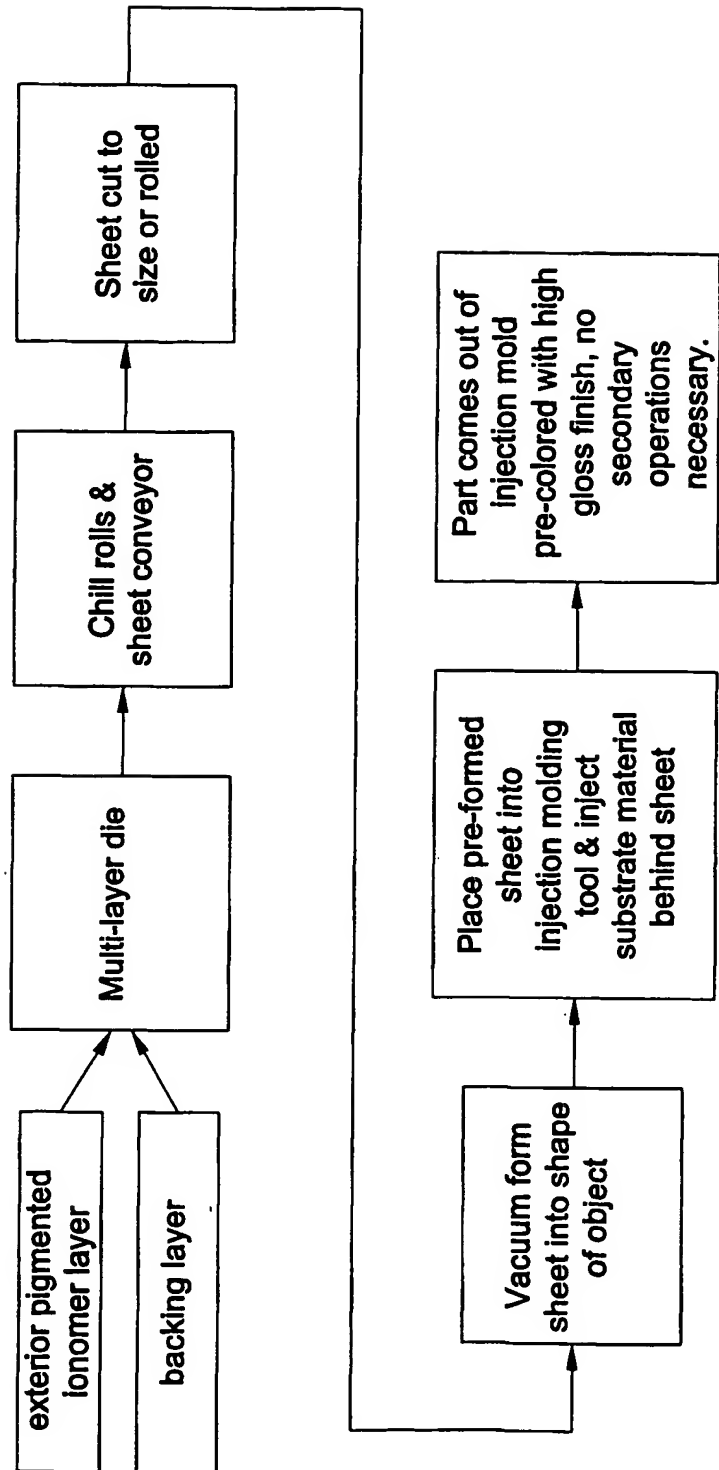 exterior pigmented
ionomer layer
backing layer
Multi-layer die
Chill rolls &
sheet conveyor
Sheet cut to
size or rolled
Vacuum form
sheet into shape
of object
Place pre-formed
sheet into
injection molding
tool & inject
substrate material
behind sheet
Part comes out of
injection mold
pre-colored with high
gloss finish, no
secondary
operations
necessary.